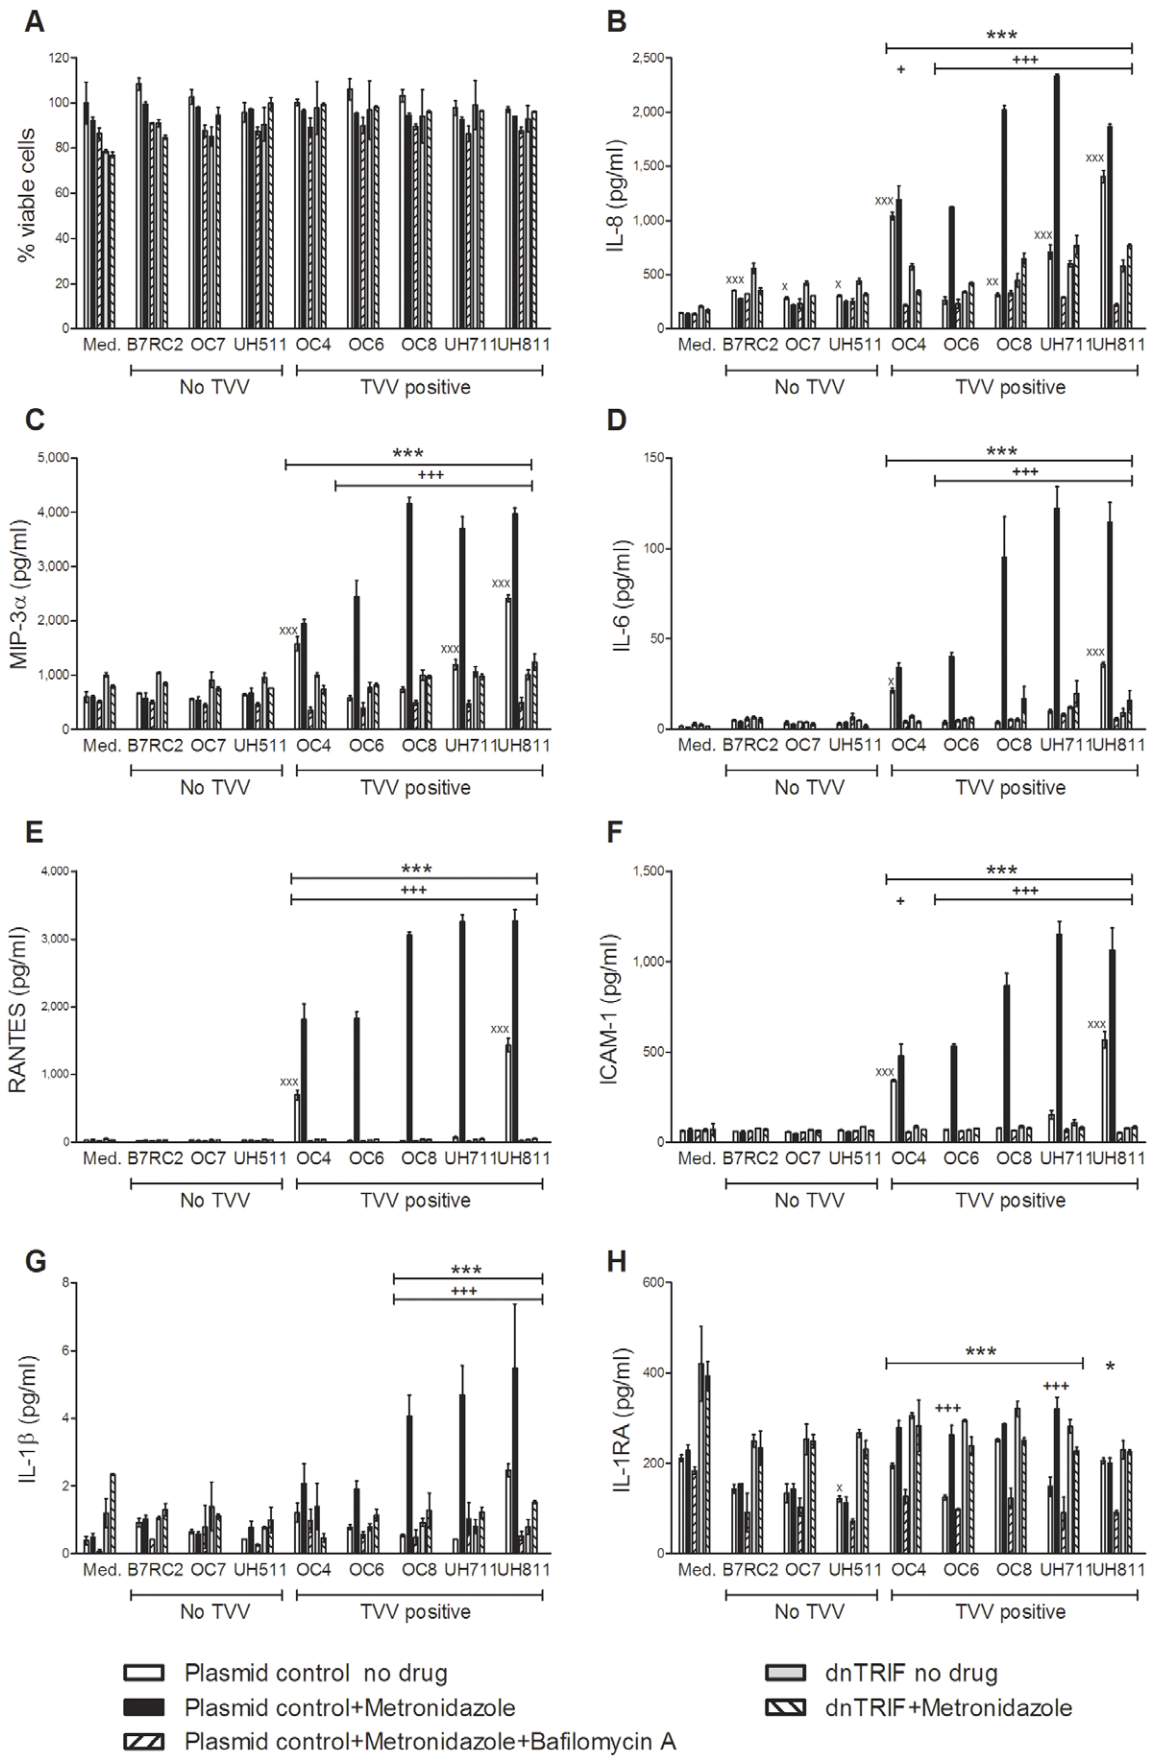 A
% viable cells
120
100
80
60
40
20
0
Med. B7RC2 OC7 UH511 OC4 OC6 OC8 UH711 UH811
No TVV TVV positive
B
IL-8 (pg/ml)
***
+ +++
2,500
2,000
1,500
1,000
500
0
xxx x x xxx xx xxx xxx
Med. B7RC2 OC7 UH511 OC4 OC6 OC8 UH711 UH811
No TVV TVV positive
C
MIP-3α (pg/ml)
***
+++
5,000
4,000
3,000
2,000
1,000
0
xxx xxx xxx
Med. B7RC2 OC7 UH511 OC4 OC6 OC8 UH711 UH811
No TVV TVV positive
D
IL-6 (pg/ml)
***
+++
150
100
50
0
x xxx
Med. B7RC2 OC7 UH511 OC4 OC6 OC8 UH711 UH811
No TVV TVV positive
E
RANTES (pg/ml)
***
+++
4,000
3,000
2,000
1,000
0
xxx xxx
Med. B7RC2 OC7 UH511 OC4 OC6 OC8 UH711 UH811
No TVV TVV positive
F
ICAM-1 (pg/ml)
***
+ +++
1,500
1,000
500
0
xxx xxx
Med. B7RC2 OC7 UH511 OC4 OC6 OC8 UH711 UH811
No TVV TVV positive
G
IL-1β (pg/ml)
***
+++
8
6
4
2
0
Med. B7RC2 OC7 UH511 OC4 OC6 OC8 UH711 UH811
No TVV TVV positive
H
IL-1RA (pg/ml)
*** *
+++ +++
600
400
200
0
x
Med. B7RC2 OC7 UH511 OC4 OC6 OC8 UH711 UH811
No TVV TVV positive
Plasmid control no drug
Plasmid control+Metronidazole
Plasmid control+Metronidazole+Bafilomycin A
dnTRIF no drug
dnTRIF+Metronidazole